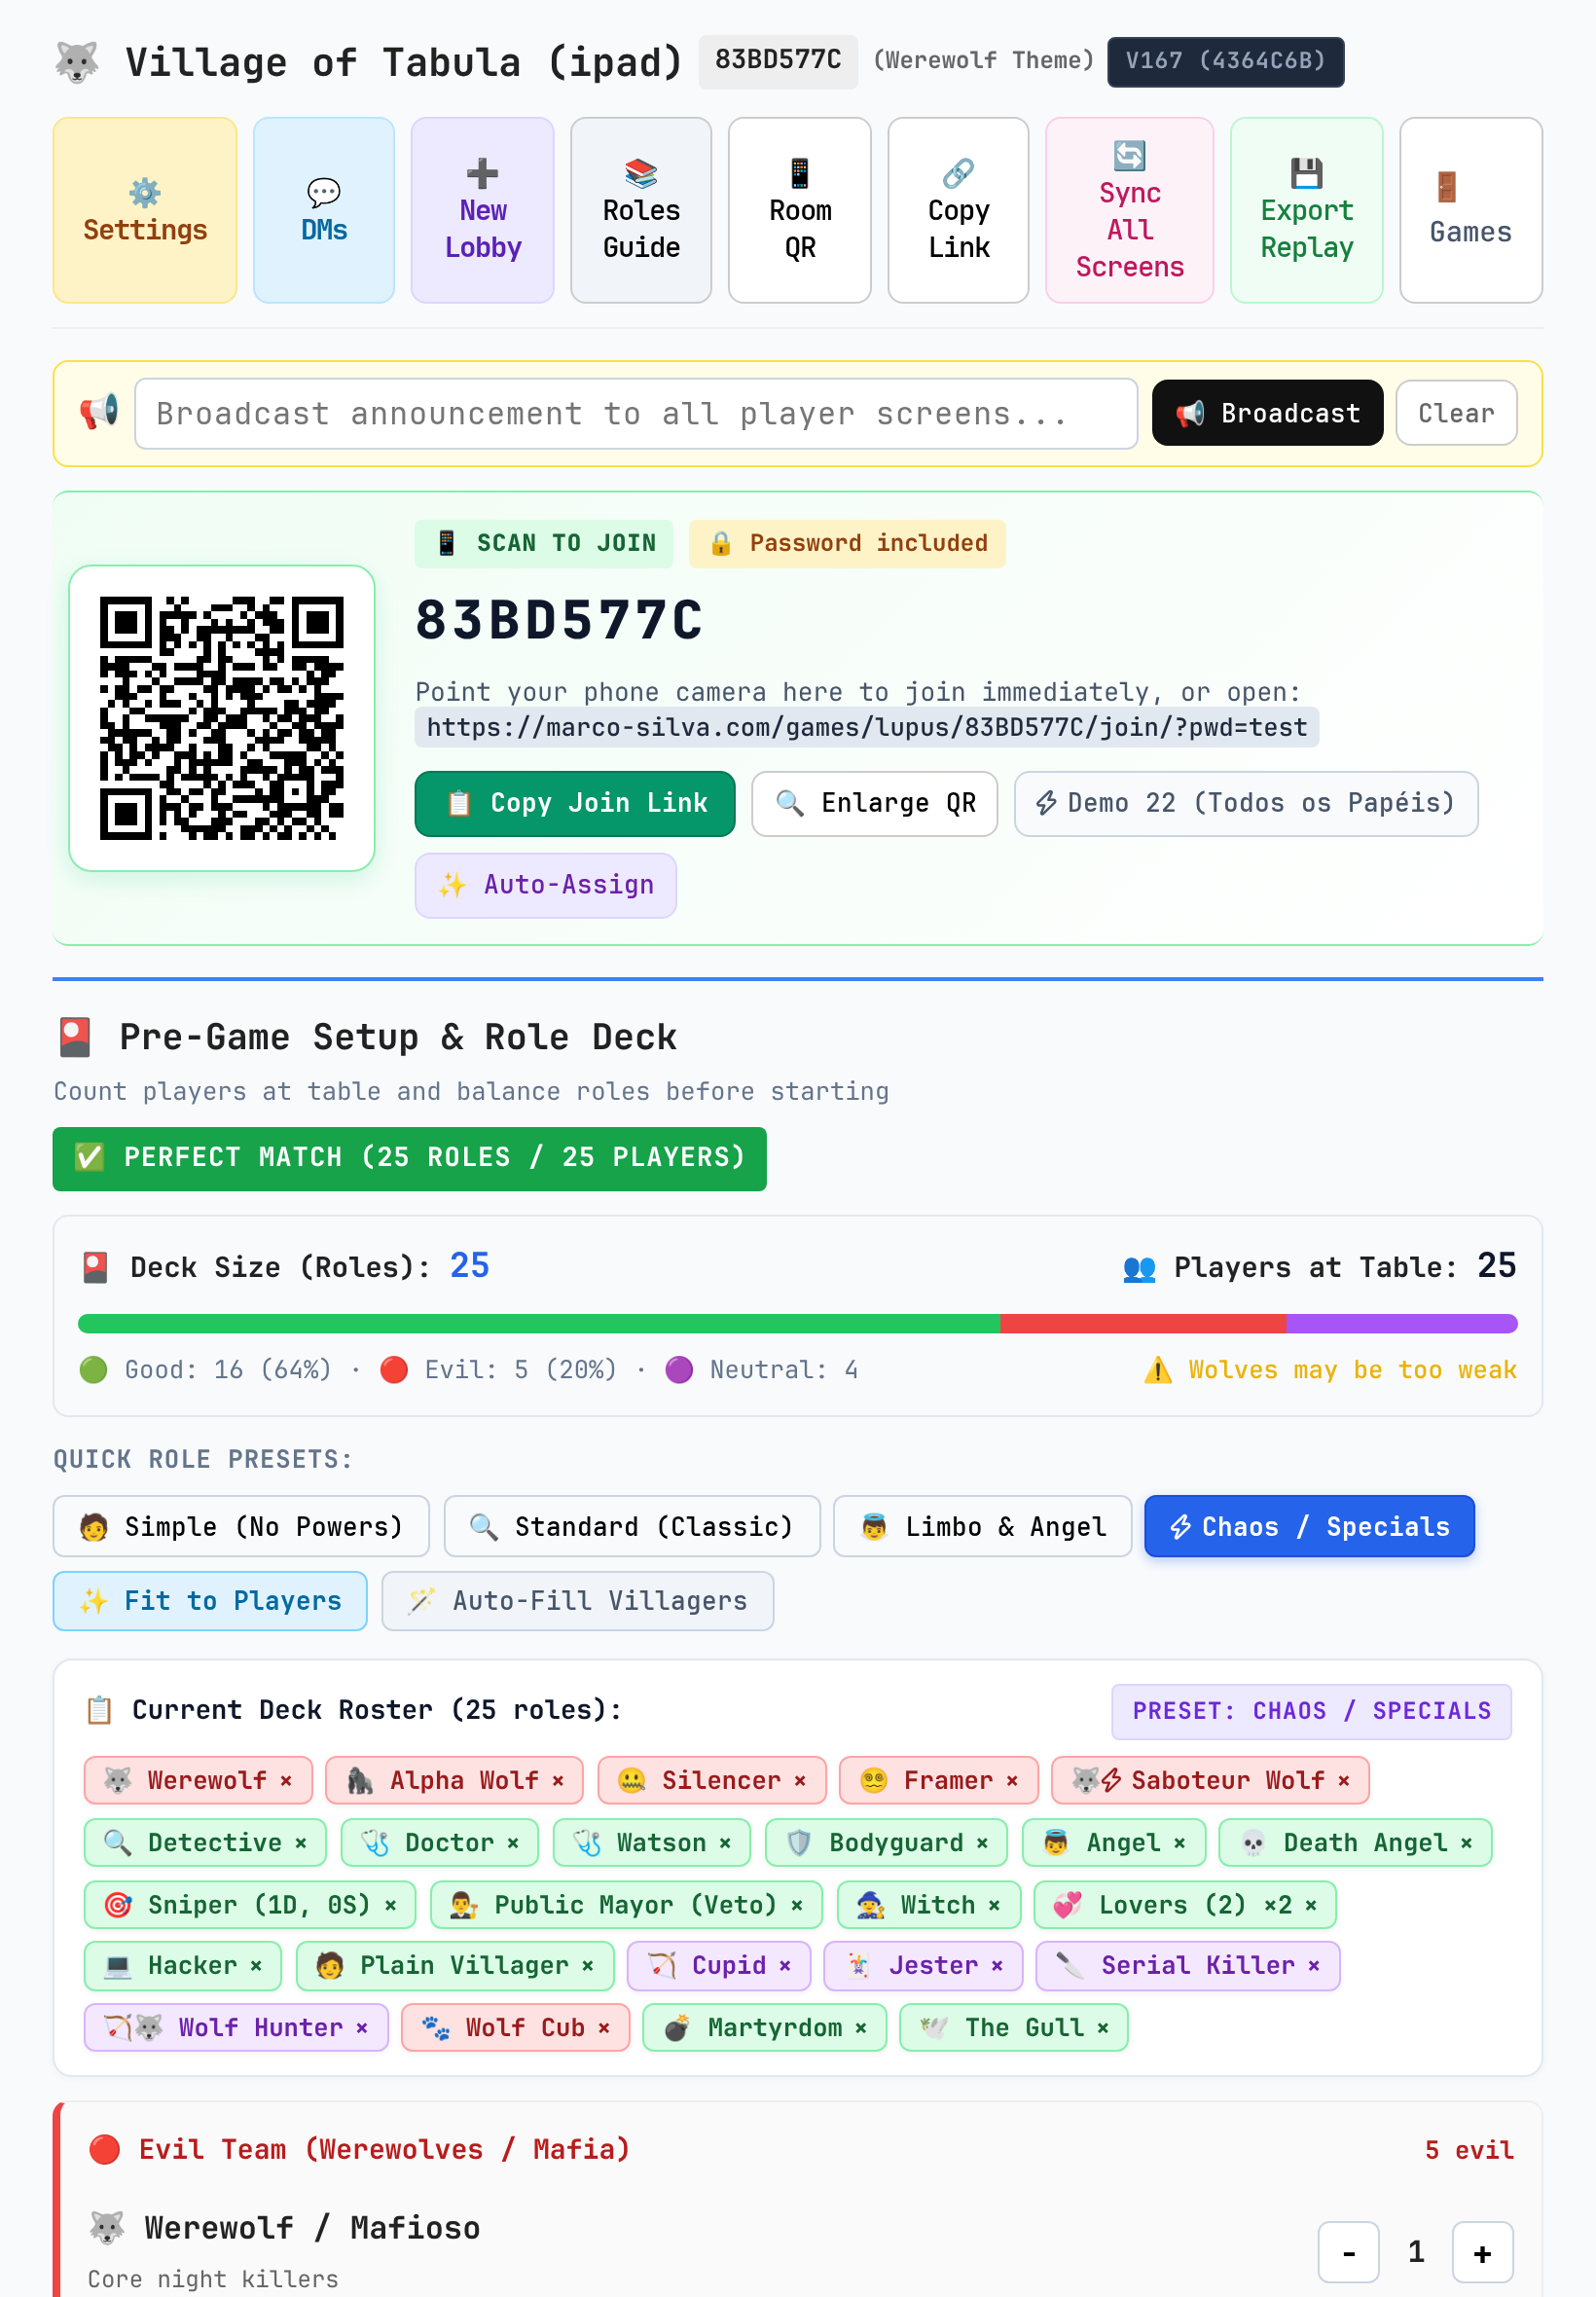 Village of Tabula (ipad) 83BD577C (Werewolf Theme) V167 (4364C6B)
Settings
DMs
New Lobby
Roles Guide
Room QR
Copy Link
Sync All Screens
Export Replay
Games
Broadcast announcement to all player screens... Broadcast Clear
SCAN TO JOIN Password included
83BD577C
Point your phone camera here to join immediately, or open:
https://marco-silva.com/games/lupus/83BD577C/join/?pwd=test
Copy Join Link Enlarge QR Demo 22 (Todos os Papéis)
Auto-Assign
Pre-Game Setup & Role Deck
Count players at table and balance roles before starting
PERFECT MATCH (25 ROLES / 25 PLAYERS)
Deck Size (Roles): 25 Players at Table: 25
Good: 16 (64%) · Evil: 5 (20%) · Neutral: 4 Wolves may be too weak
QUICK ROLE PRESETS:
Simple (No Powers) Standard (Classic) Limbo & Angel Chaos / Specials
Fit to Players Auto-Fill Villagers
Current Deck Roster (25 roles): PRESET: CHAOS / SPECIALS
Werewolf × Alpha Wolf × Silencer × Framer × Saboteur Wolf ×
Detective × Doctor × Watson × Bodyguard × Angel × Death Angel ×
Sniper (1D, 0S) × Public Mayor (Veto) × Witch × Lovers (2) ×2 ×
Hacker × Plain Villager × Cupid × Jester × Serial Killer ×
Wolf Hunter × Wolf Cub × Martyrdom × The Gull ×
Evil Team (Werewolves / Mafia) 5 evil
Werewolf / Mafioso
Core night killers
- 1 +